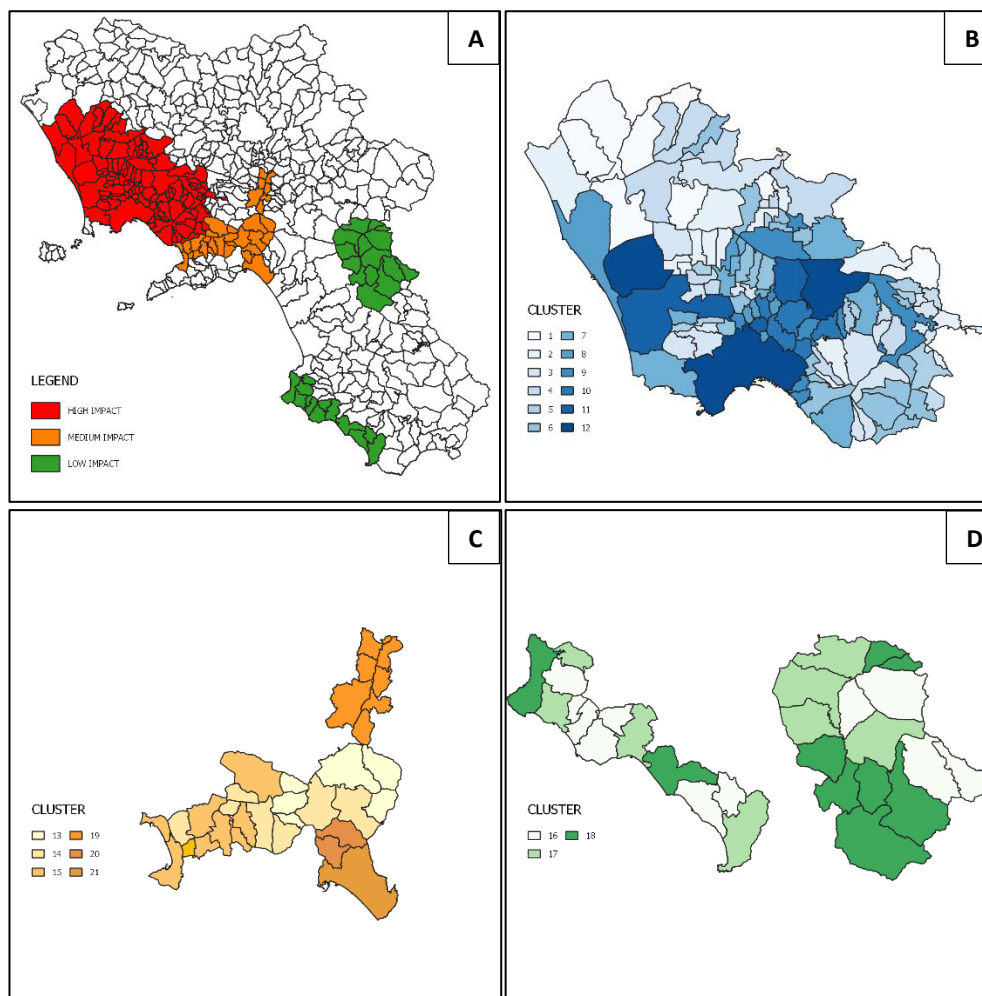 A
LEGEND
HIGH IMPACT
MEDIUM IMPACT
LOW IMPACT
B
CLUSTER
1 7
2 8
3 9
4 10
5 11
6 12
C
CLUSTER
13 19
14 20
15 21
D
CLUSTER
16 18
17